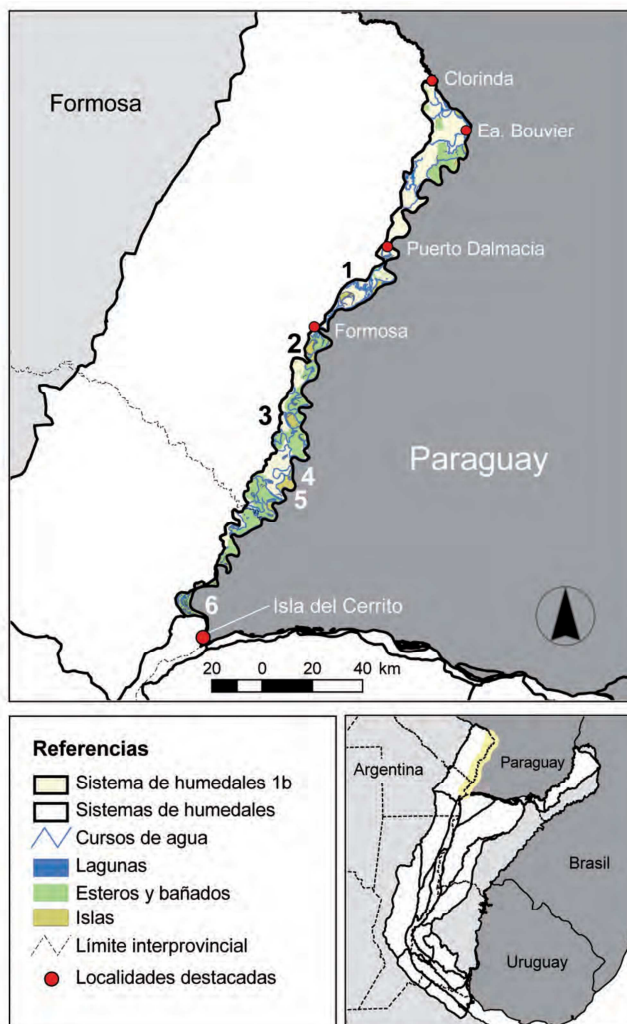 Formosa
Clorinda
Ea. Bouvier
Puerto Dalmacia
1
Formosa
2
3
Paraguay
4
5
6
Isla del Cerrito
20 0 20 40 km
Referencias
Sistema de humedales 1b
Sistemas de humedales
Cursos de agua
Lagunas
Esteros y bañados
Islas
Límite interprovincial
Localidades destacadas
Argentina
Paraguay
Brasil
Uruguay